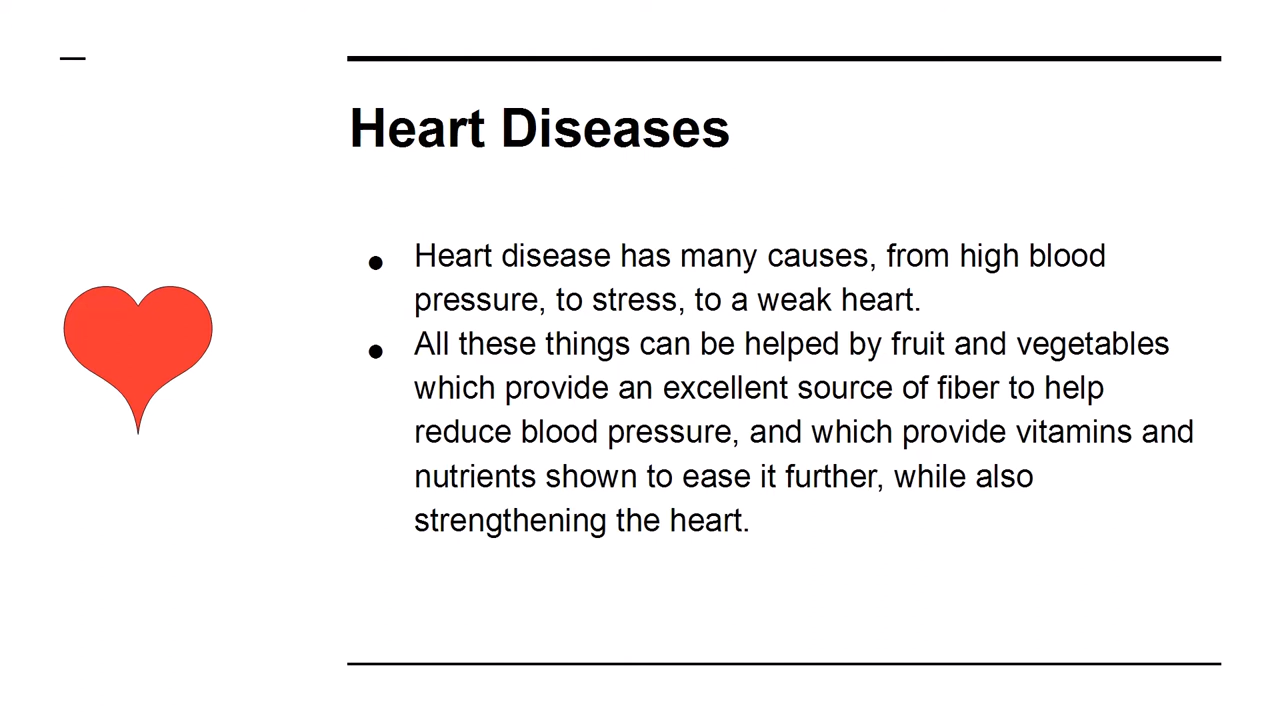 Heart Diseases
● Heart disease has many causes, from high blood
pressure, to stress, to a weak heart.
● All these things can be helped by fruit and vegetables
which provide an excellent source of fiber to help
reduce blood pressure, and which provide vitamins and
nutrients shown to ease it further, while also
strengthening the heart.